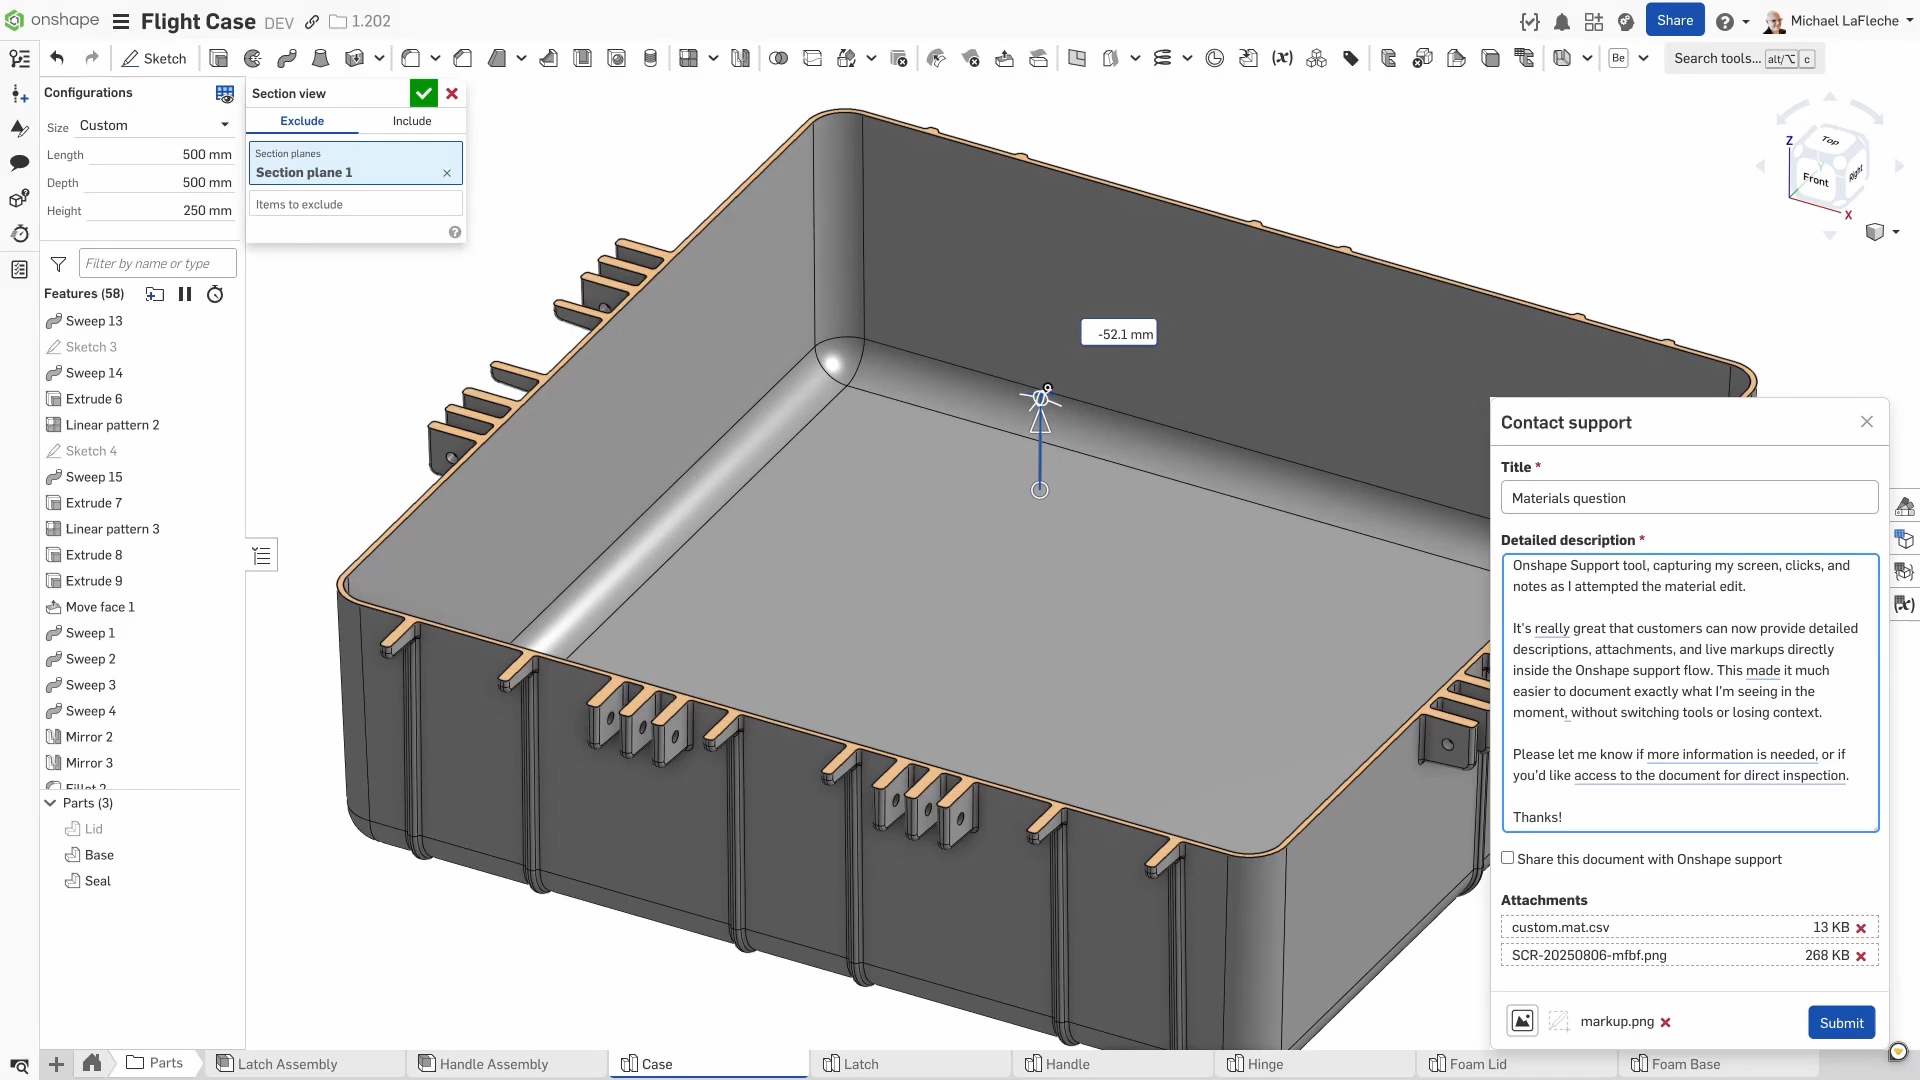 onshape Flight Case DEV 1.202
Share
Michael LaFleche
Sketch
Be
Search tools... alt/⌥ c
Configurations
Size Custom
Length 500 mm
Depth 500 mm
Height 250 mm
Filter by name or type
Features (58)
Sweep 13
Sketch 3
Sweep 14
Extrude 6
Linear pattern 2
Sketch 4
Sweep 15
Extrude 7
Linear pattern 3
Extrude 8
Extrude 9
Move face 1
Sweep 1
Sweep 2
Sweep 3
Sweep 4
Mirror 2
Mirror 3
Fillet 2
Parts (3)
Lid
Base
Seal
Section view
Exclude Include
Section planes
Section plane 1
Items to exclude
-52.1 mm
Z
Top
Front
Right
X
Contact support
Title *
Materials question
Detailed description *
Onshape Support tool, capturing my screen, clicks, and
notes as I attempted the material edit.
It's really great that customers can now provide detailed
descriptions, attachments, and live markups directly
inside the Onshape support flow. This made it much
easier to document exactly what I'm seeing in the
moment, without switching tools or losing context.
Please let me know if more information is needed, or if
you'd like access to the document for direct inspection.
Thanks!
Share this document with Onshape support
Attachments
custom.mat.csv 13 KB
SCR-20250806-mfbf.png 268 KB
markup.png
Submit
Parts
Latch Assembly
Handle Assembly
Case
Latch
Handle
Hinge
Foam Lid
Foam Base